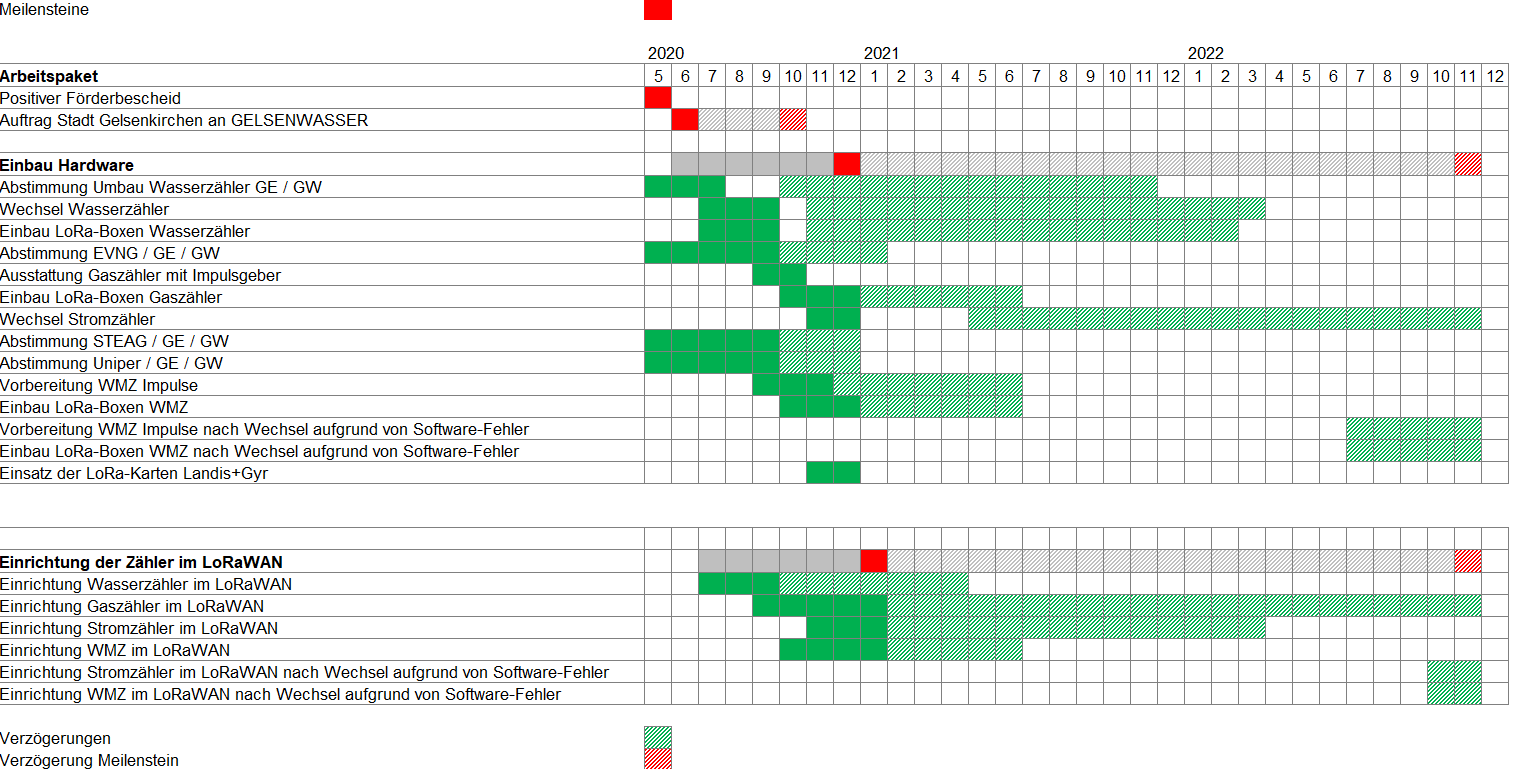 Meilensteine
2020 2021 2022
Arbeitspaket 5 6 7 8 9 10 11 12 1 2 3 4 5 6 7 8 9 10 11 12 1 2 3 4 5 6 7 8 9 10 11 12
Positiver Förderbescheid
Auftrag Stadt Gelsenkirchen an GELSENWASSER
Einbau Hardware
Abstimmung Umbau Wasserzähler GE / GW
Wechsel Wasserzähler
Einbau LoRa-Boxen Wasserzähler
Abstimmung EVNG / GE / GW
Ausstattung Gaszähler mit Impulsgeber
Einbau LoRa-Boxen Gaszähler
Wechsel Stromzähler
Abstimmung STEAG / GE / GW
Abstimmung Uniper / GE / GW
Vorbereitung WMZ Impulse
Einbau LoRa-Boxen WMZ
Vorbereitung WMZ Impulse nach Wechsel aufgrund von Software-Fehler
Einbau LoRa-Boxen WMZ nach Wechsel aufgrund von Software-Fehler
Einsatz der LoRa-Karten Landis+Gyr
Einrichtung der Zähler im LoRaWAN
Einrichtung Wasserzähler im LoRaWAN
Einrichtung Gaszähler im LoRaWAN
Einrichtung Stromzähler im LoRaWAN
Einrichtung WMZ im LoRaWAN
Einrichtung Stromzähler im LoRaWAN nach Wechsel aufgrund von Software-Fehler
Einrichtung WMZ im LoRaWAN nach Wechsel aufgrund von Software-Fehler
Verzögerungen
Verzögerung Meilenstein